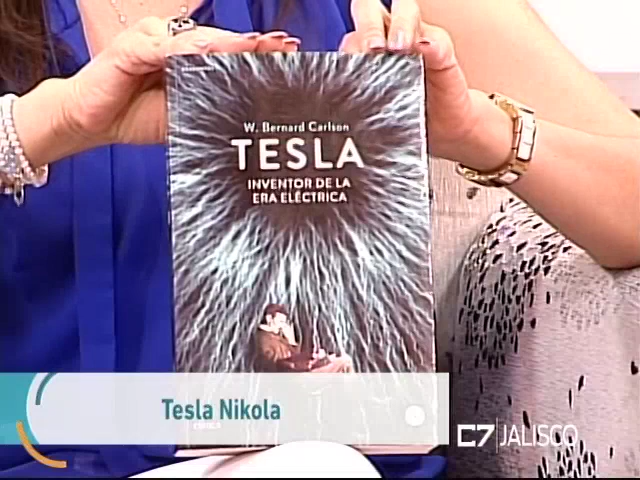 W. Bernard Carlson
TESLA
INVENTOR DE LA
ERA ELÉCTRICA
Tesla Nikola
C7 JALISCO